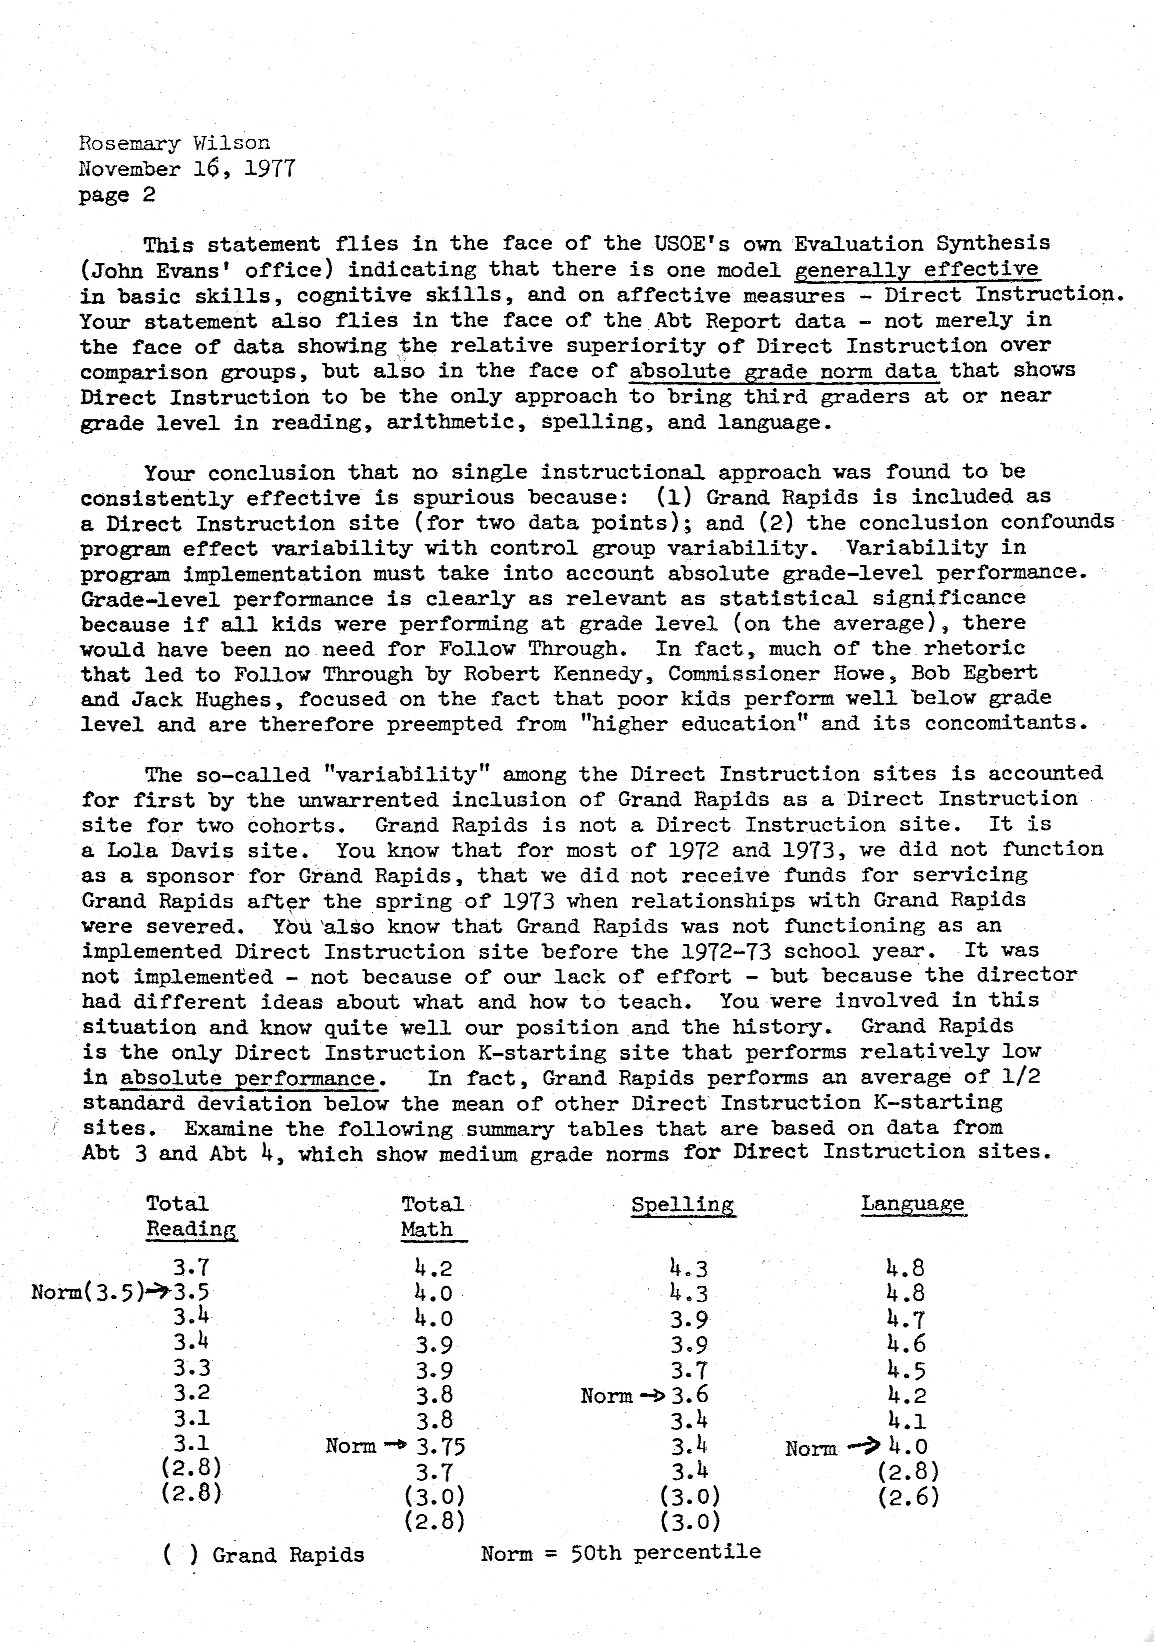 Rosemary Wilson
November 16, 1977
page 2
This statement flies in the face of the USOE's own Evaluation Synthesis
(John Evans' office) indicating that there is one model generally effective
in basic skills, cognitive skills, and on affective measures - Direct Instruction.
Your statement also flies in the face of the Abt Report data - not merely in
the face of data showing the relative superiority of Direct Instruction over
comparison groups, but also in the face of absolute grade norm data that shows
Direct Instruction to be the only approach to bring third graders at or near
grade level in reading, arithmetic, spelling, and language.
Your conclusion that no single instructional approach was found to be
consistently effective is spurious because: (1) Grand Rapids is included as
a Direct Instruction site (for two data points); and (2) the conclusion confounds
program effect variability with control group variability. Variability in
program implementation must take into account absolute grade-level performance.
Grade-level performance is clearly as relevant as statistical significance
because if all kids were performing at grade level (on the average), there
would have been no need for Follow Through. In fact, much of the rhetoric
that led to Follow Through by Robert Kennedy, Commissioner Howe, Bob Egbert
and Jack Hughes, focused on the fact that poor kids perform well below grade
level and are therefore preempted from "higher education" and its concomitants.
The so-called "variability" among the Direct Instruction sites is accounted
for first by the unwarrented inclusion of Grand Rapids as a Direct Instruction
site for two cohorts. Grand Rapids is not a Direct Instruction site. It is
a Lola Davis site. You know that for most of 1972 and 1973, we did not function
as a sponsor for Grand Rapids, that we did not receive funds for servicing
Grand Rapids after the spring of 1973 when relationships with Grand Rapids
were severed. You also know that Grand Rapids was not functioning as an
implemented Direct Instruction site before the 1972-73 school year. It was
not implemented - not because of our lack of effort - but because the director
had different ideas about what and how to teach. You were involved in this
situation and know quite well our position and the history. Grand Rapids
is the only Direct Instruction K-starting site that performs relatively low
in absolute performance. In fact, Grand Rapids performs an average of 1/2
standard deviation below the mean of other Direct Instruction K-starting
sites. Examine the following summary tables that are based on data from
Abt 3 and Abt 4, which show medium grade norms for Direct Instruction sites.
Total Total Spelling Language
Reading Math
3.7 4.2 4.3 4.8
Norm(3.5)→3.5 4.0 4.3 4.8
3.4 4.0 3.9 4.7
3.4 3.9 3.9 4.6
3.3 3.9 3.7 4.5
3.2 3.8 Norm → 3.6 4.2
3.1 3.8 3.4 4.1
3.1 Norm → 3.75 3.4 Norm → 4.0
(2.8) 3.7 3.4 (2.8)
(2.8) (3.0) (3.0) (2.6)
(2.8) (3.0)
( ) Grand Rapids Norm = 50th percentile